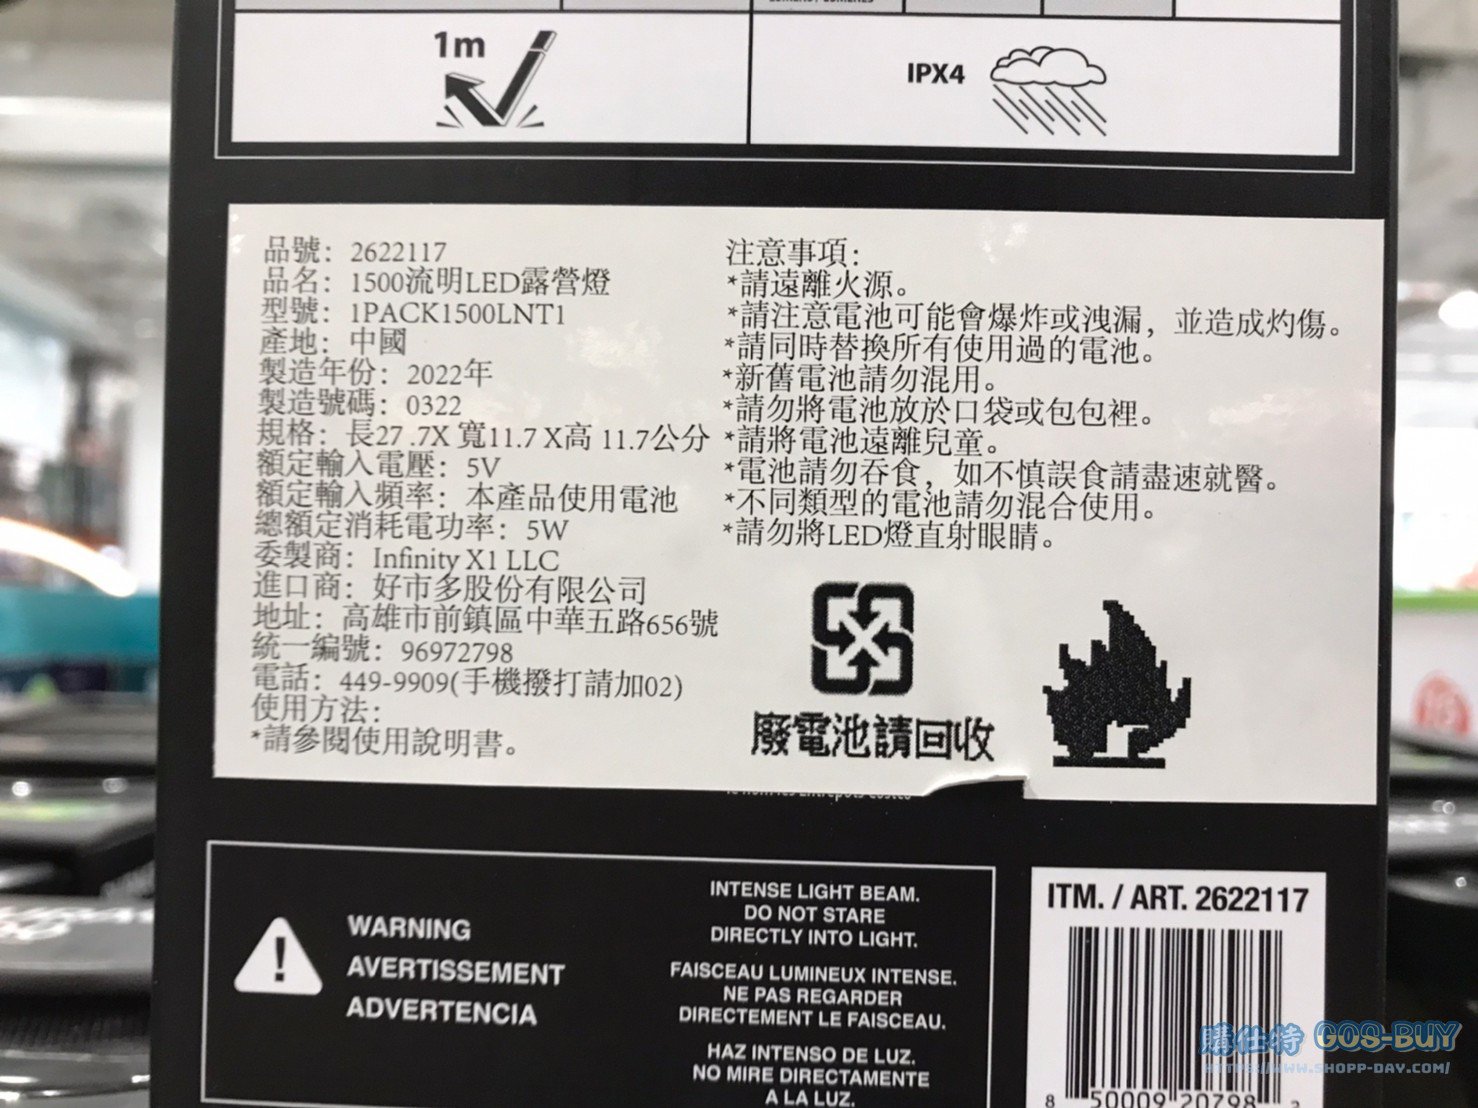 1m
IPX4
品號：2622117
品名：1500流明LED露營燈
型號：1PACK1500LNT1
產地：中國
製造年份：2022年
製造號碼：0322
規格：長27 .7X 寬11.7 X高 11.7公分
額定輸入電壓：5V
額定輸入頻率：本產品使用電池
總額定消耗電功率：5W
委製商：Infinity X1 LLC
進口商：好市多股份有限公司
地址：高雄市前鎮區中華五路656號
統一編號：96972798
電話：449-9909(手機撥打請加02)
使用方法：
*請參閱使用說明書。
注意事項：
*請遠離火源。
*請注意電池可能會爆炸或洩漏，並造成灼傷。
*請同時替換所有使用過的電池。
*新舊電池請勿混用。
*請勿將電池放於口袋或包包裡。
*請將電池遠離兒童。
*電池請勿吞食，如不慎誤食請盡速就醫。
*不同類型的電池請勿混合使用。
*請勿將LED燈直射眼睛。
廢電池請回收
WARNING
AVERTISSEMENT
ADVERTENCIA
INTENSE LIGHT BEAM.
DO NOT STARE
DIRECTLY INTO LIGHT.
FAISCEAU LUMINEUX INTENSE.
NE PAS REGARDER
DIRECTEMENT LE FAISCEAU.
HAZ INTENSO DE LUZ.
NO MIRE DIRECTAMENTE
A LA LUZ.
ITM. / ART. 2622117
8 50009 20798
購仕特 GOS-BUY
HTTPS://WWW.SHOPP-DAY.COM/